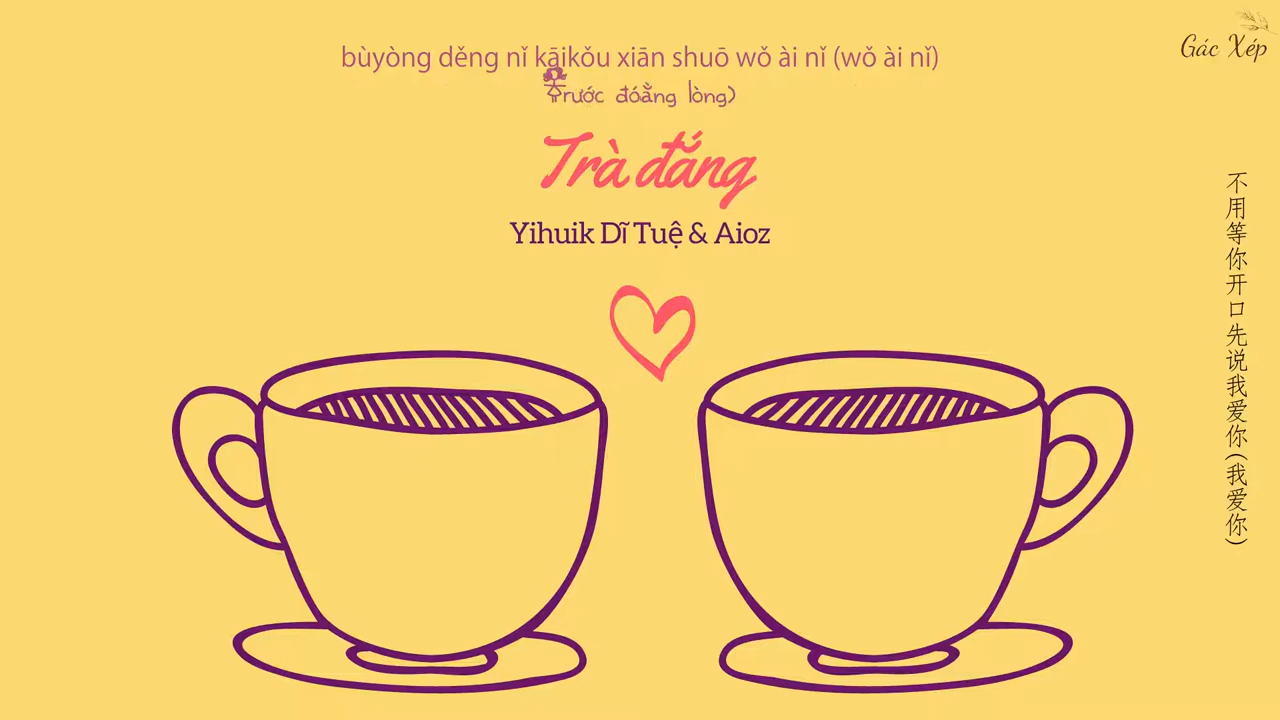 bùyòng děng nǐ kāikǒu xiān shuō wǒ ài nǐ (wǒ ài nǐ)
lòng)
Trà đắng
Yihuik Dĩ Tuệ & Aioz
Gác Xép
不用等你开口先说我爱你(我爱你)